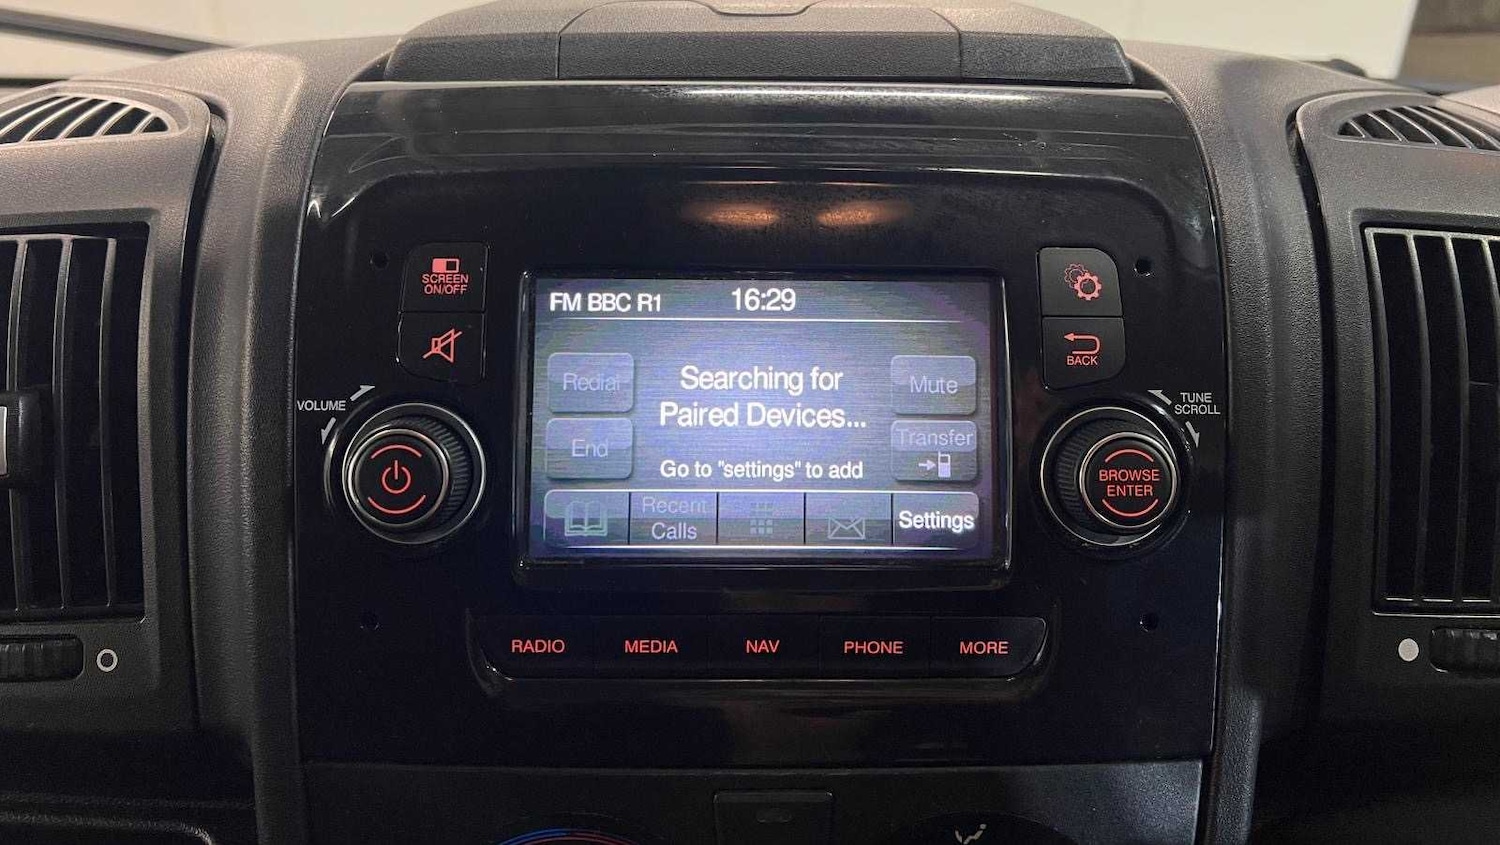 SCREEN
ON/OFF
VOLUME
FM BBC R1 16:29
Redial
Searching for
Paired Devices...
Mute
End
Go to "settings" to add
Transfer
Recent
Calls
Settings
BACK
TUNE
SCROLL
BROWSE
ENTER
RADIO MEDIA NAV PHONE MORE